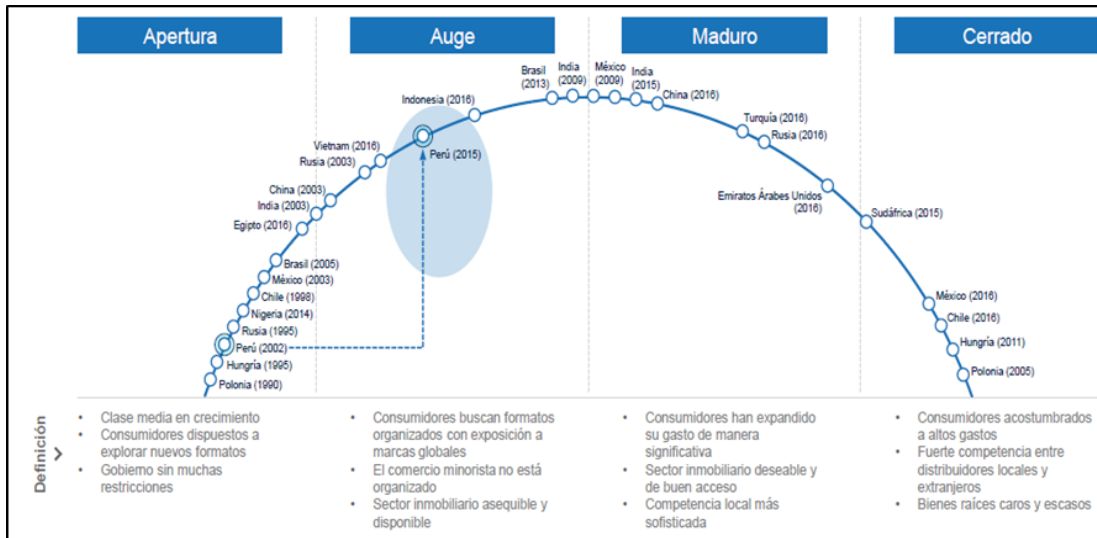 Apertura
Auge
Maduro
Cerrado
Brasil
(2013)
India
(2009)
México
(2009)
India
(2015)
China (2016)
Indonesia (2016)
Turquía (2016)
Rusia (2016)
Vietnam (2016)
Rusia (2003)
Perú (2015)
China (2003)
India (2003)
Emiratos Árabes Unidos
(2016)
Sudáfrica (2015)
Egipto (2016)
Brasil (2005)
México (2003)
Chile (1998)
Nigeria (2014)
Rusia (1995)
Perú (2002)
Hungría (1995)
Polonia (1990)
México (2016)
Chile (2016)
Hungría (2011)
Polonia (2005)
Definición
• Clase media en crecimiento
• Consumidores dispuestos a
explorar nuevos formatos
• Gobierno sin muchas
restricciones
• Consumidores buscan formatos
organizados con exposición a
marcas globales
• El comercio minorista no está
organizado
• Sector inmobiliario asequible y
disponible
• Consumidores han expandido
su gasto de manera
significativa
• Sector inmobiliario deseable y
de buen acceso
• Competencia local más
sofisticada
• Consumidores acostumbrados
a altos gastos
• Fuerte competencia entre
distribuidores locales y
extranjeros
• Bienes raíces caros y escasos